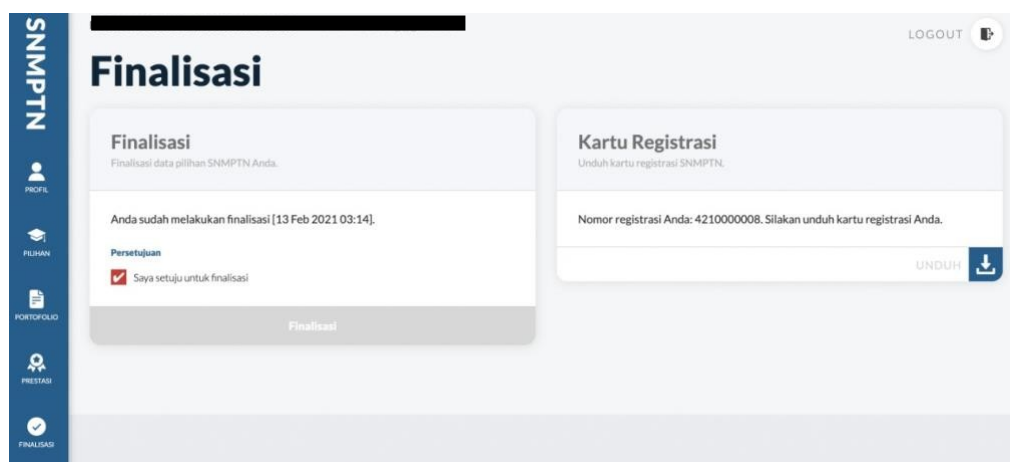 SNMPTN
LOGOUT
Finalisasi
Finalisasi
Finalisasi data pilihan SNMPTN Anda.
Anda sudah melakukan finalisasi [13 Feb 2021 03:14].
Persetujuan
Saya setuju untuk finalisasi
Finalisasi
Kartu Registrasi
Unduh kartu registrasi SNMPTN.
Nomor registrasi Anda: 4210000008. Silakan unduh kartu registrasi Anda.
UNDUH
PROFIL
PILIHAN
PORTOFOLIO
PRESTASI
FINALISASI